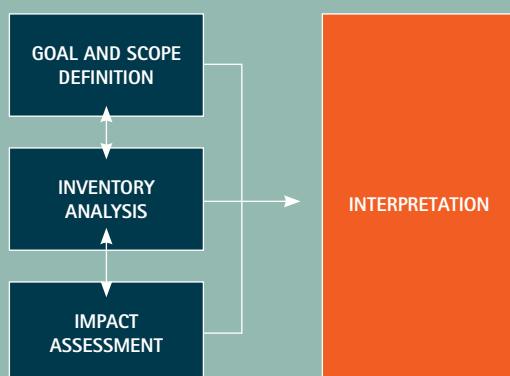 GOAL AND SCOPE
DEFINITION
INVENTORY
ANALYSIS
IMPACT
ASSESSMENT
INTERPRETATION